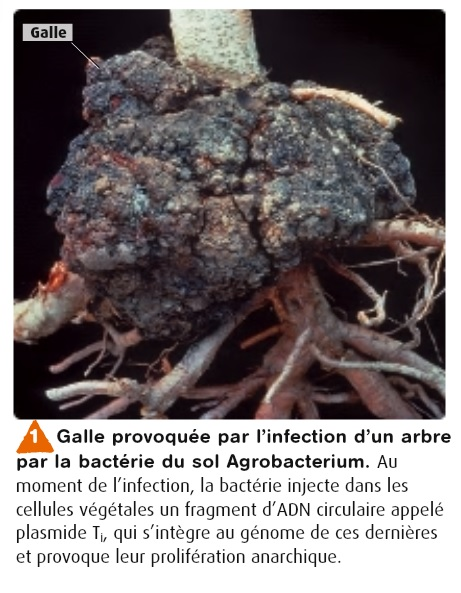 Galle
1 Galle provoquée par l'infection d'un arbre
par la bactérie du sol Agrobacterium. Au
moment de l'infection, la bactérie injecte dans les
cellules végétales un fragment d'ADN circulaire appelé
plasmide Ti, qui s'intègre au génome de ces dernières
et provoque leur prolifération anarchique.